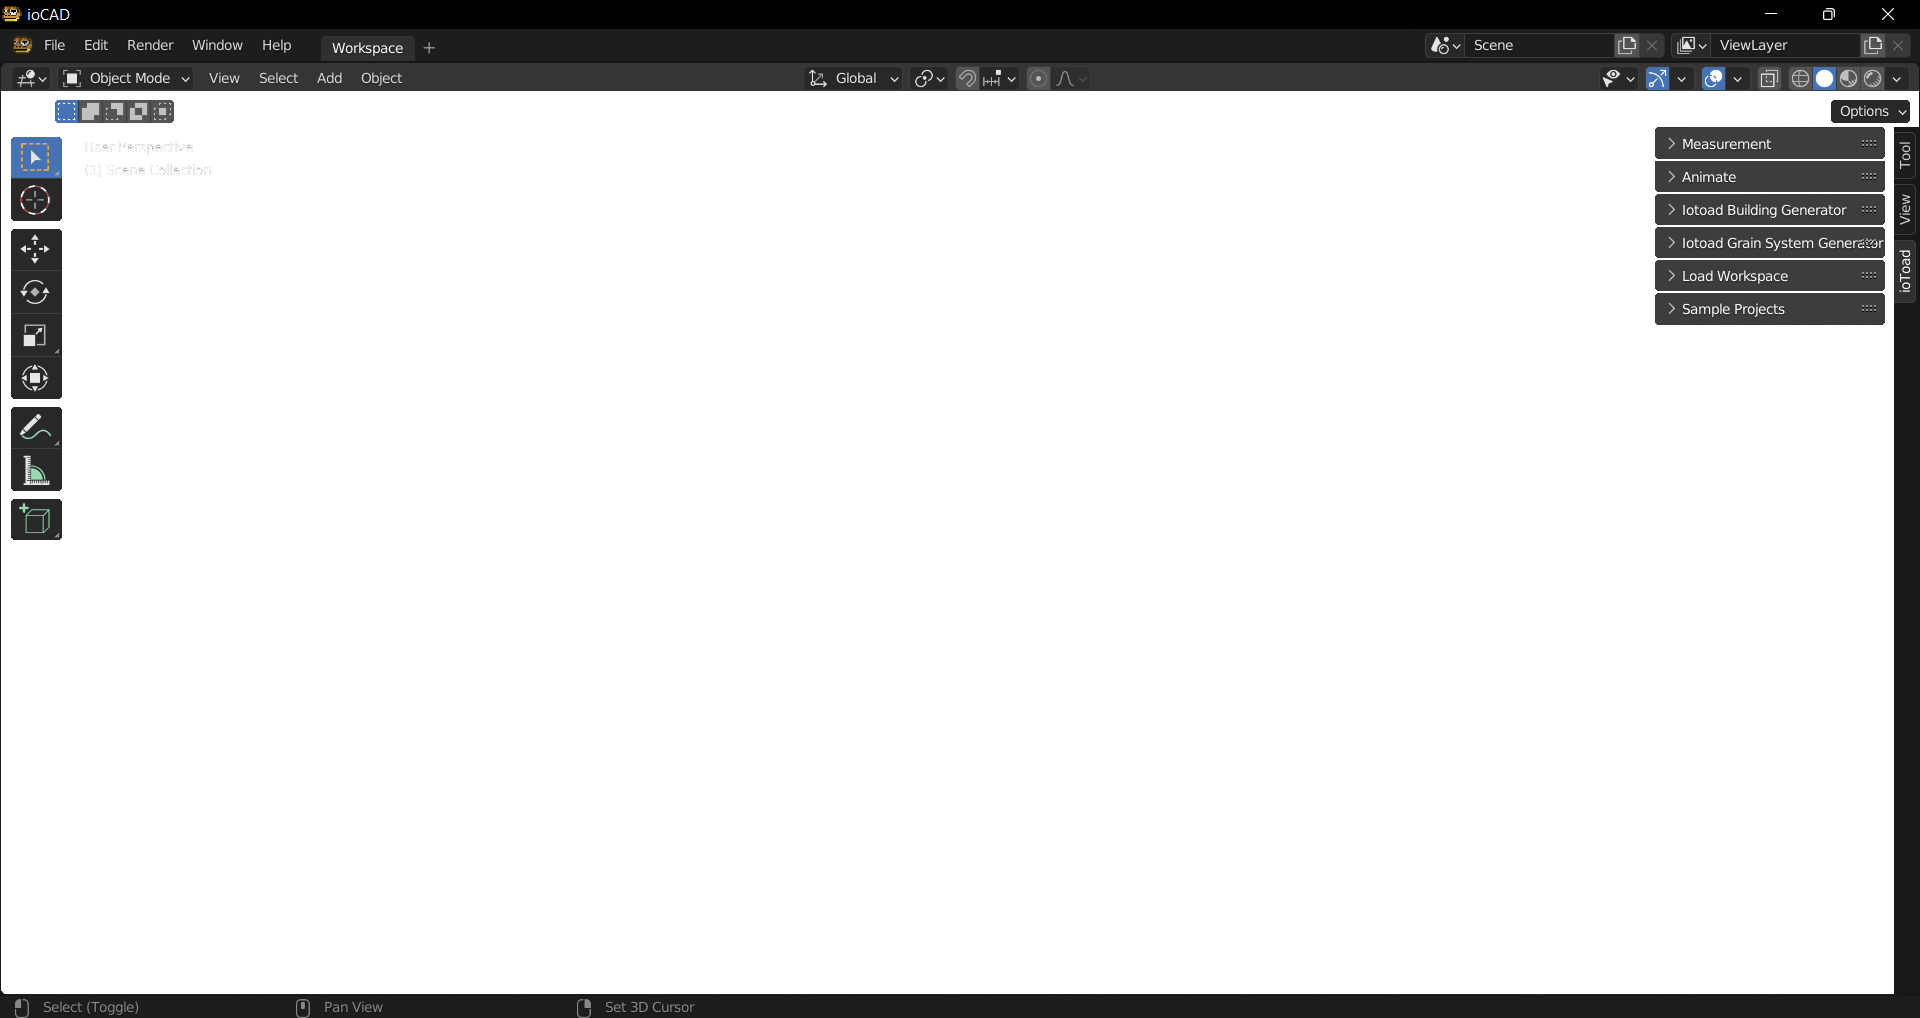 ioCAD
File Edit Render Window Help Workspace Scene ViewLayer
Object Mode View Select Add Object Global
Options
User Perspective
(1) Scene Collection
Measurement
Animate
Iotoad Building Generator
Iotoad Grain System Generator
Load Workspace
Sample Projects
Tool
View
ioToad
Select (Toggle) Pan View Set 3D Cursor